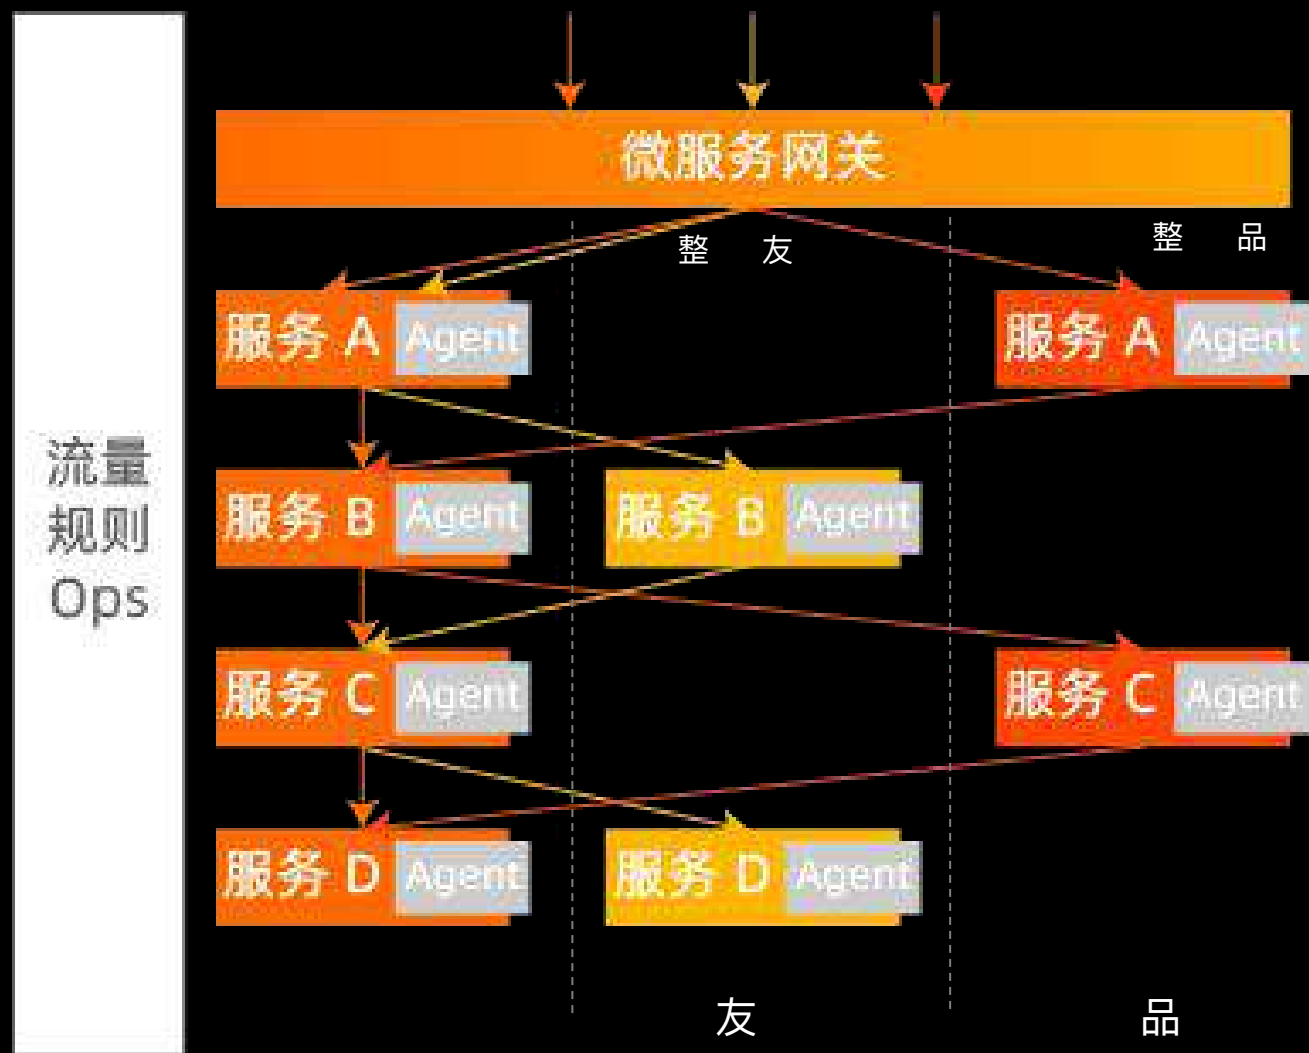 微服务网关
整 友
整 品
服务 A Agent
服务 A Agent
流量
规则
Ops
服务 B Agent
服务 B Agent
服务 C Agent
服务 C Agent
服务 D Agent
服务 D Agent
友
品